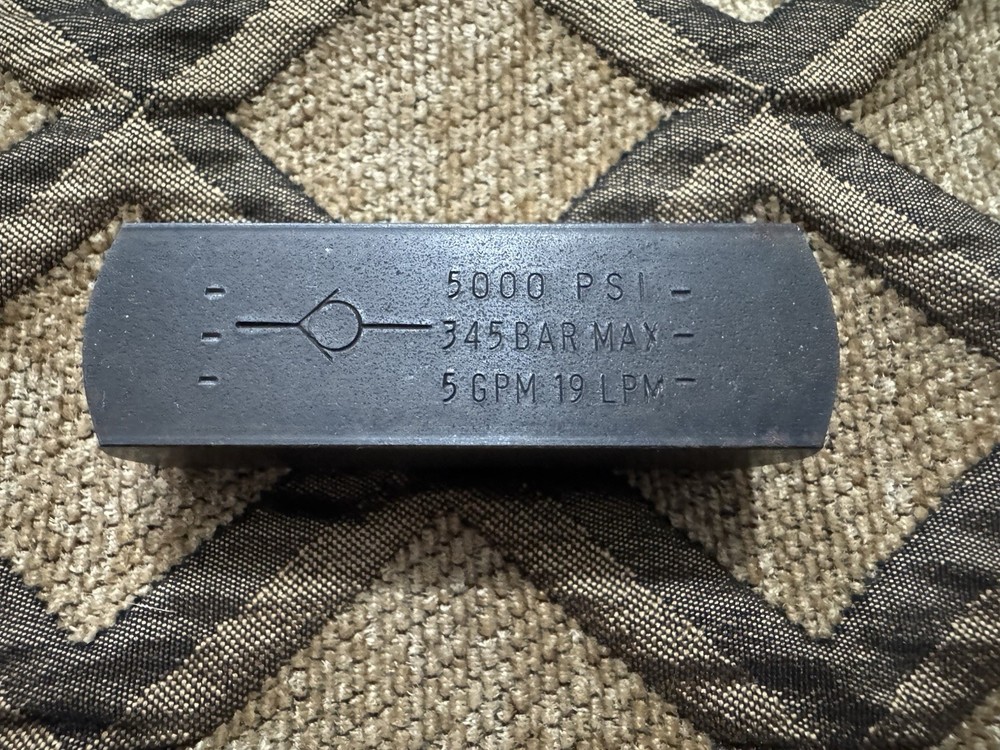 5000 PSI
345 BAR MAX
5 GPM 19 LPM